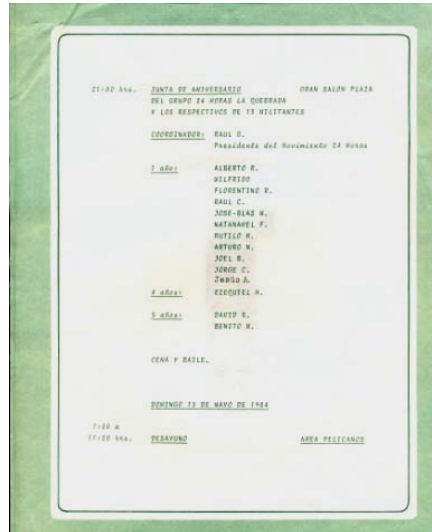 21:00 hrs. JUNTA DE ANIVERSARIO GRAN SALON PLAZA
DEL GRUPO 24 HORAS LA QUEBRADA
Y LOS RESPECTIVOS DE 13 MILITANTES
COORDINADOR: RAUL G.
Presidente del Movimiento 24 Horas
1 año: ALBERTO R.
WILFRIDO
FLORENTINO R.
RAUL C.
JOSE-BLAS N.
NATANAHEL F.
RUTILO M.
ARTURO N.
JOEL B.
JORGE C.
Jesús A.
4 años: EZEQUIEL M.
5 años: DAVID R.
BENITO M.
CENA Y BAILE.
DOMINGO 13 DE MAYO DE 1984
7:00 a
11:00 hrs. DESAYUNO AREA PELICANOS